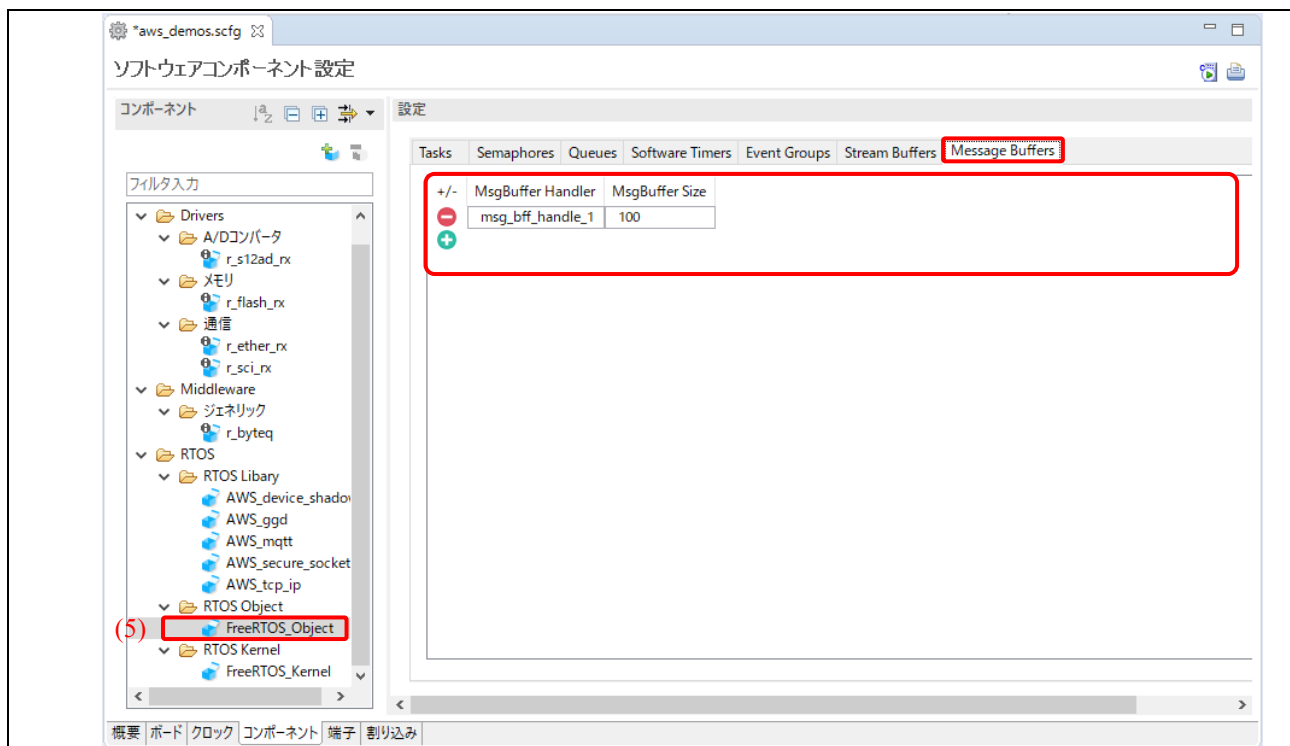 *aws_demos.scfg
ソフトウェアコンポーネント設定
コンポーネント
設定
フィルタ入力
Drivers
A/Dコンバータ
r_s12ad_rx
メモリ
r_flash_rx
通信
r_ether_rx
r_sci_rx
Middleware
ジェネリック
r_byteq
RTOS
RTOS Libary
AWS_device_shadov
AWS_ggd
AWS_mqtt
AWS_secure_socket
AWS_tcp_ip
RTOS Object
(5) FreeRTOS_Object
RTOS Kernel
FreeRTOS_Kernel
Tasks Semaphores Queues Software Timers Event Groups Stream Buffers Message Buffers
+/- MsgBuffer Handler MsgBuffer Size
msg_bff_handle_1 100
概要 ボード クロック コンポーネント 端子 割り込み